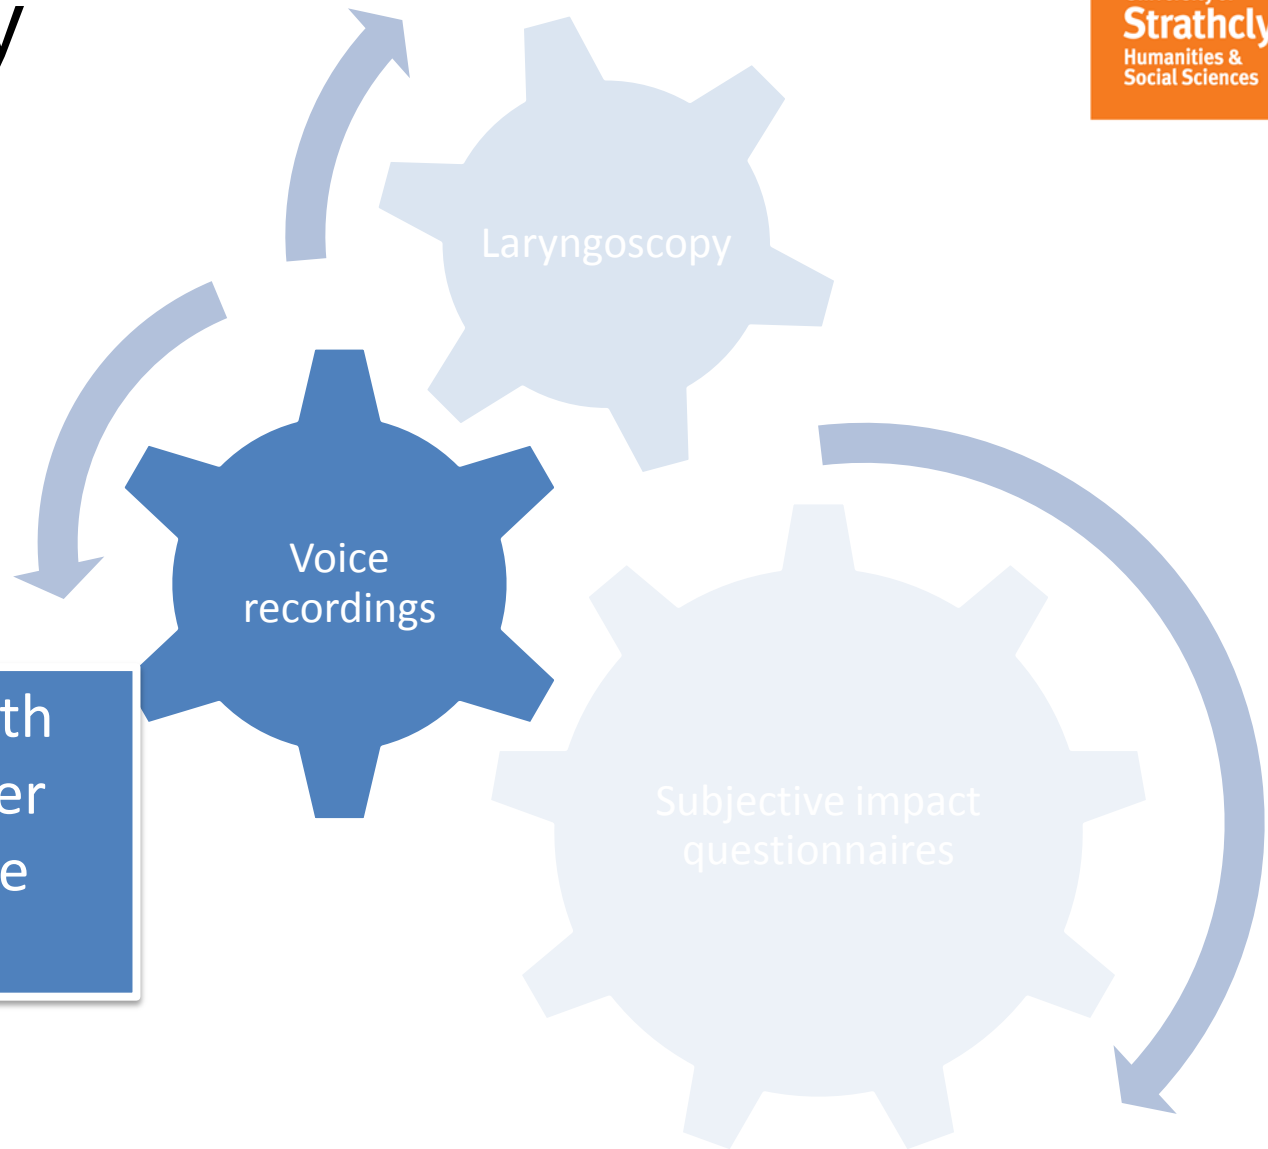 y
Strathcly
Humanities &
Social Sciences
Laryngoscopy
Voice
recordings
th
er
e
Subjective impact
questionnaires